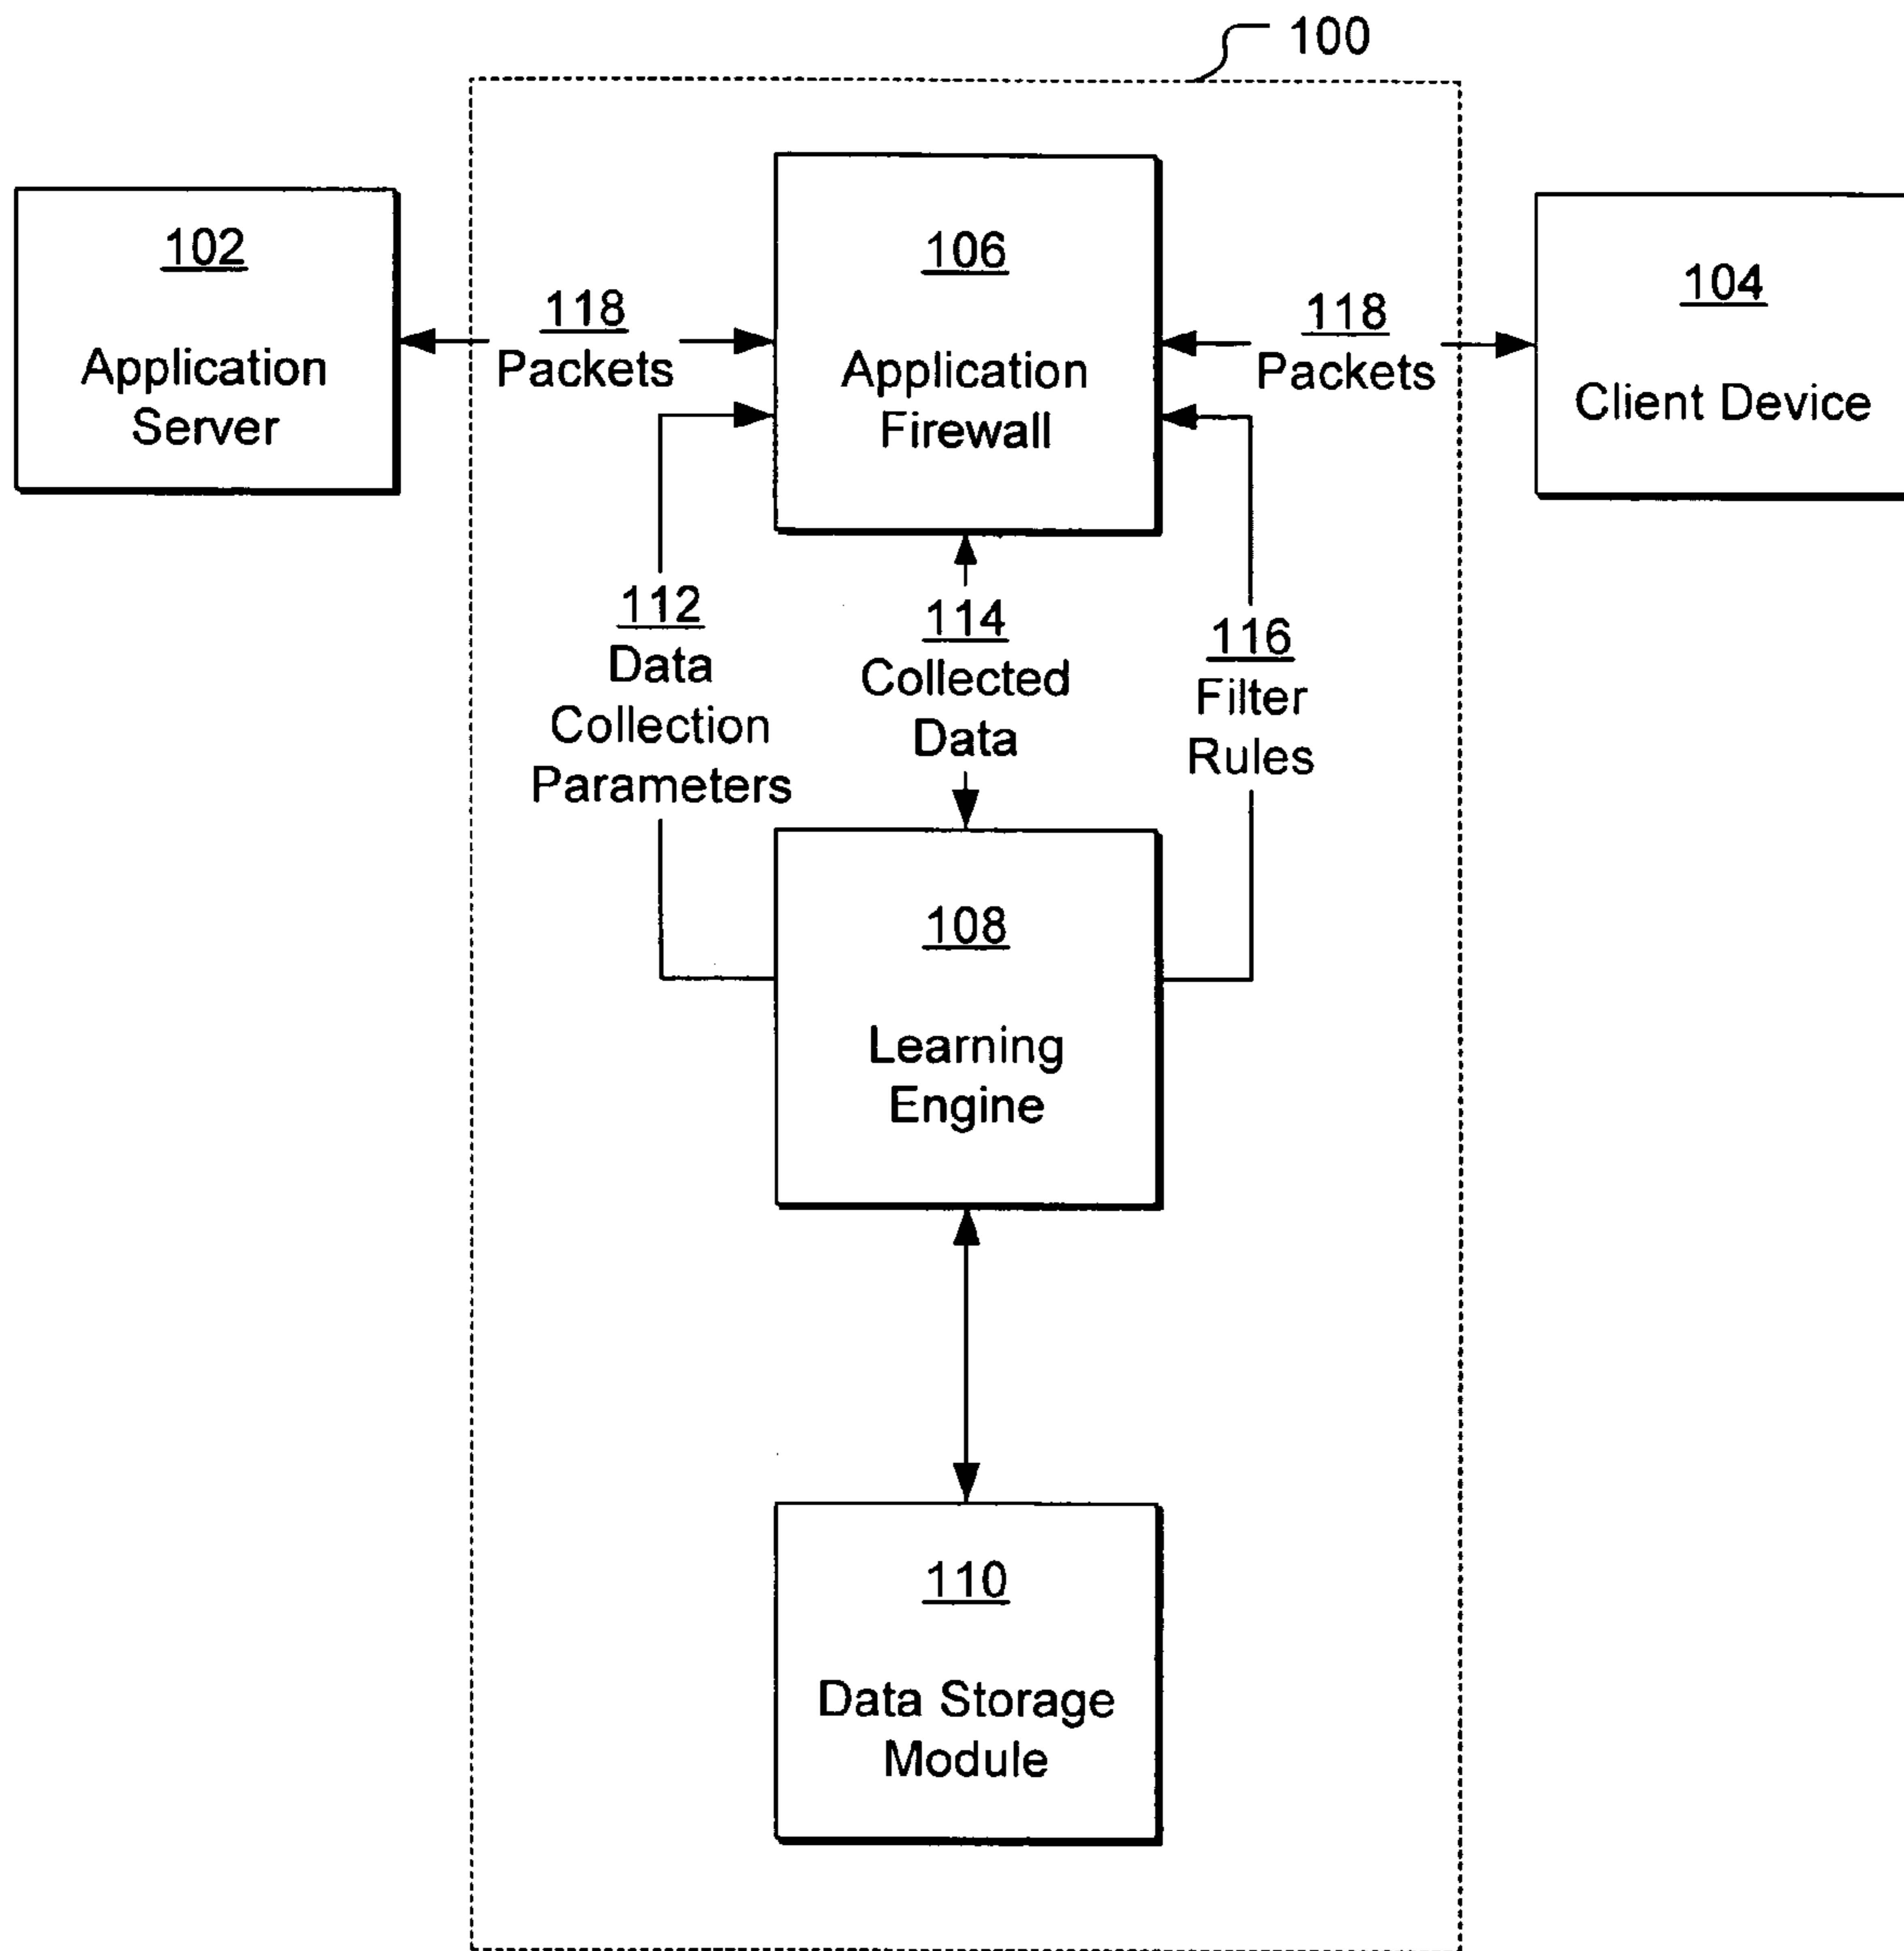 100
102
Application
Server
118
Packets
106
Application
Firewall
118
Packets
104
Client Device
112
Data
Collection
Parameters
114
Collected
Data
116
Filter
Rules
108
Learning
Engine
110
Data Storage
Module